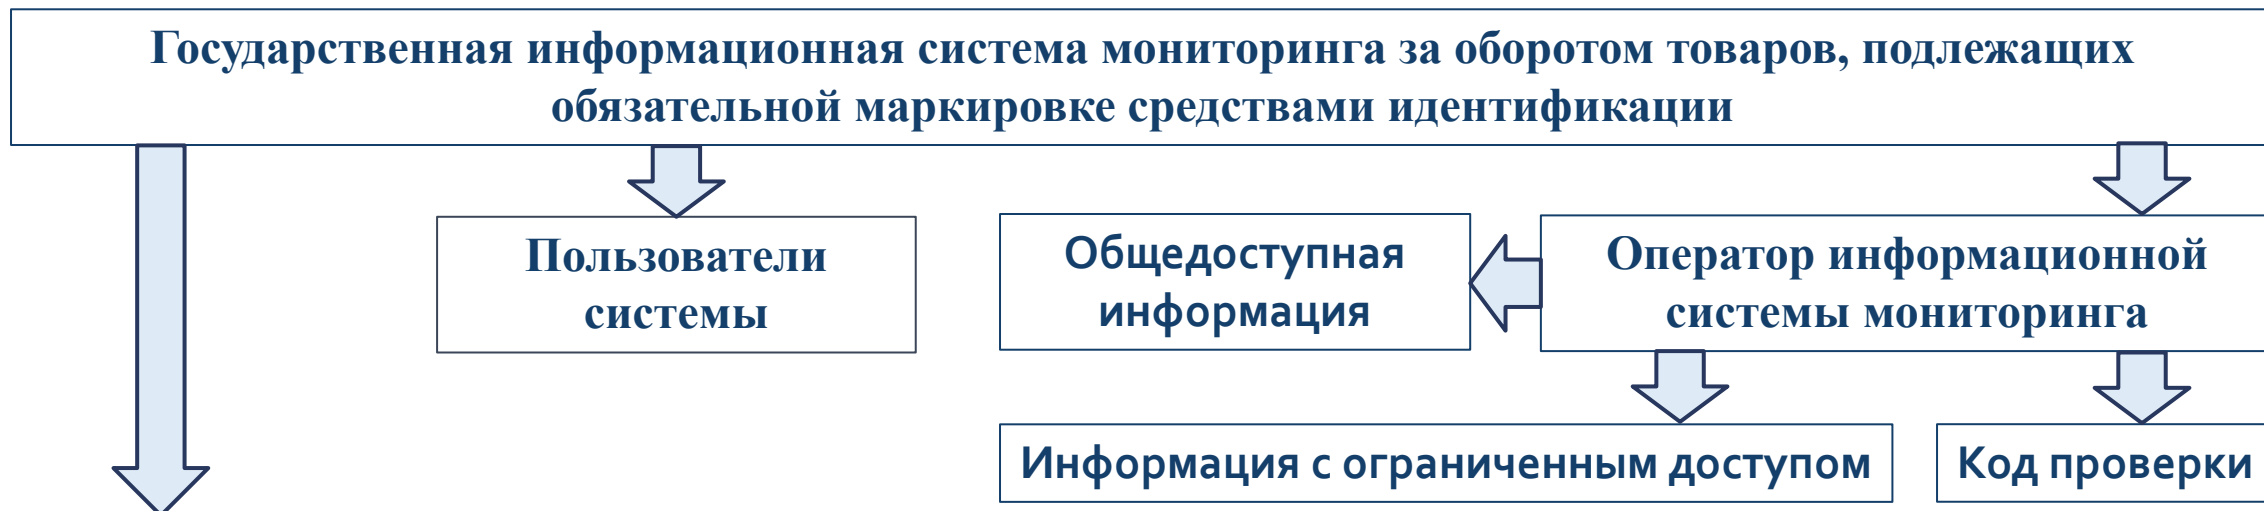 Государственная информационная система мониторинга за оборотом товаров, подлежащих
обязательной маркировке средствами идентификации
Пользователи
системы
Общедоступная
информация
Оператор информационной
системы мониторинга
Информация с ограниченным доступом
Код проверки